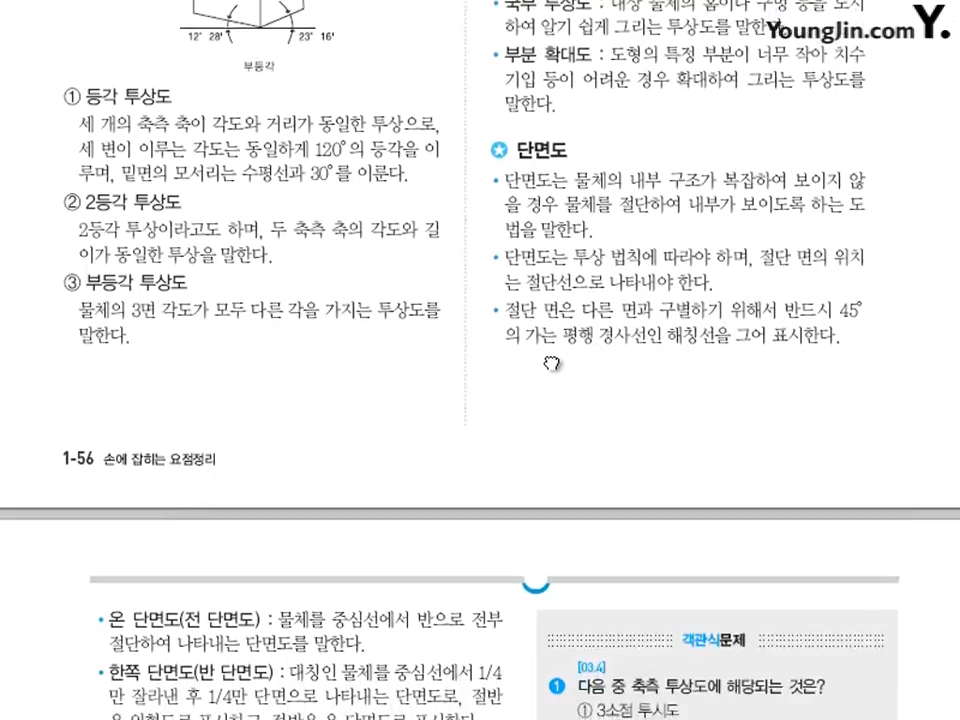 12˚ 28′ 23˚ 16′
부등각
① 등각 투상도
세 개의 축측 축이 각도와 거리가 동일한 투상으로,
세 변이 이루는 각도는 동일하게 120˚의 등각을 이
루며, 밑면의 모서리는 수평선과 30˚를 이룬다.
② 2등각 투상도
2등각 투상이라고도 하며, 두 축측 축의 각도와 길
이가 동일한 투상을 말한다.
③ 부등각 투상도
물체의 3면 각도가 모두 다른 각을 가지는 투상도를
말한다.
1-56 손에 잡히는 요점정리
• 국부 투상도 : 대상 물체의 홈이나 구멍 등을 도시
하여 알기 쉽게 그리는 투상도를 말한다.
YoungJin.com Y.
• 부분 확대도 : 도형의 특정 부분이 너무 작아 치수
기입 등이 어려운 경우 확대하여 그리는 투상도를
말한다.
단면도
• 단면도는 물체의 내부 구조가 복잡하여 보이지 않
을 경우 물체를 절단하여 내부가 보이도록 하는 도
법을 말한다.
• 단면도는 투상 법칙에 따라야 하며, 절단 면의 위치
는 절단선으로 나타내야 한다.
• 절단 면은 다른 면과 구별하기 위해서 반드시 45˚
의 가는 평행 경사선인 해칭선을 그어 표시한다.
• 온 단면도(전 단면도) : 물체를 중심선에서 반으로 전부
절단하여 나타내는 단면도를 말한다.
• 한쪽 단면도(반 단면도) : 대칭인 물체를 중심선에서 1/4
만 잘라낸 후 1/4만 단면으로 나타내는 단면도로, 절반
객관식문제
[03.4]
1 다음 중 축측 투상도에 해당되는 것은?
① 3소점 투시도